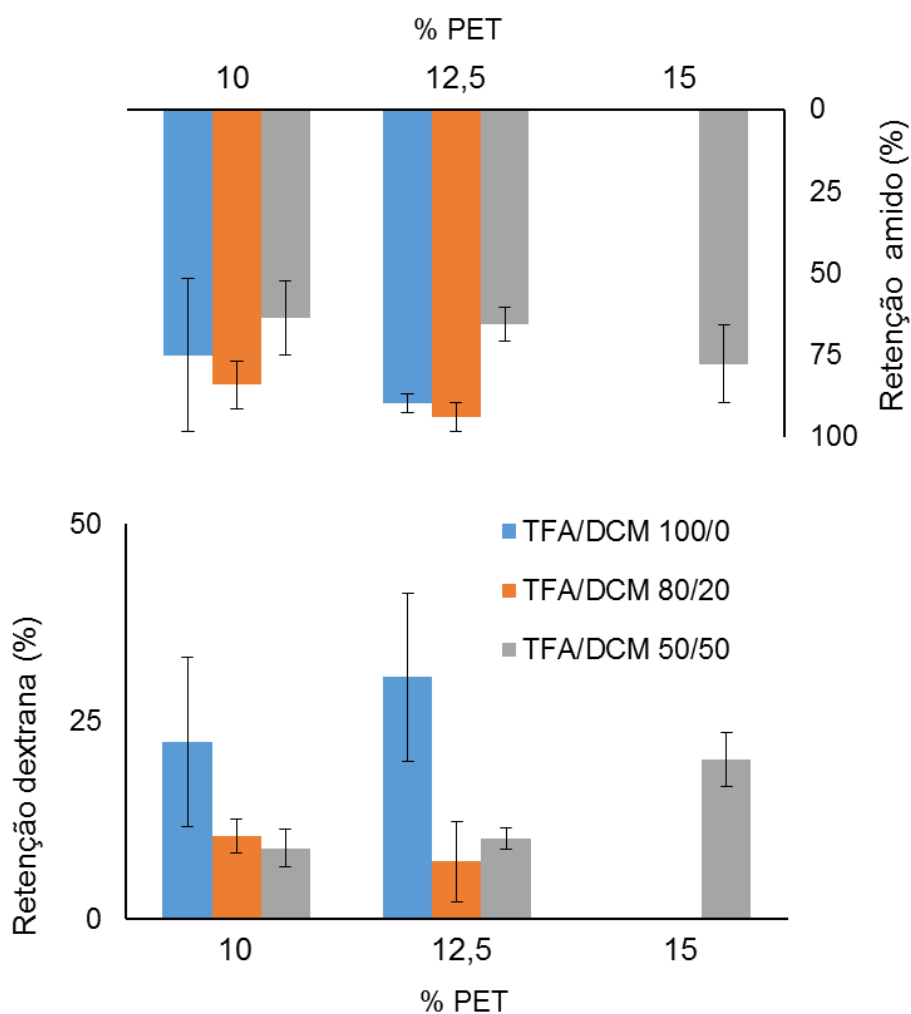 % PET
10 12,5 15
0
25
50
75
100
Retenção amido (%)
50
25
0
Retenção dextrana (%)
TFA/DCM 100/0
TFA/DCM 80/20
TFA/DCM 50/50
10 12,5 15
% PET